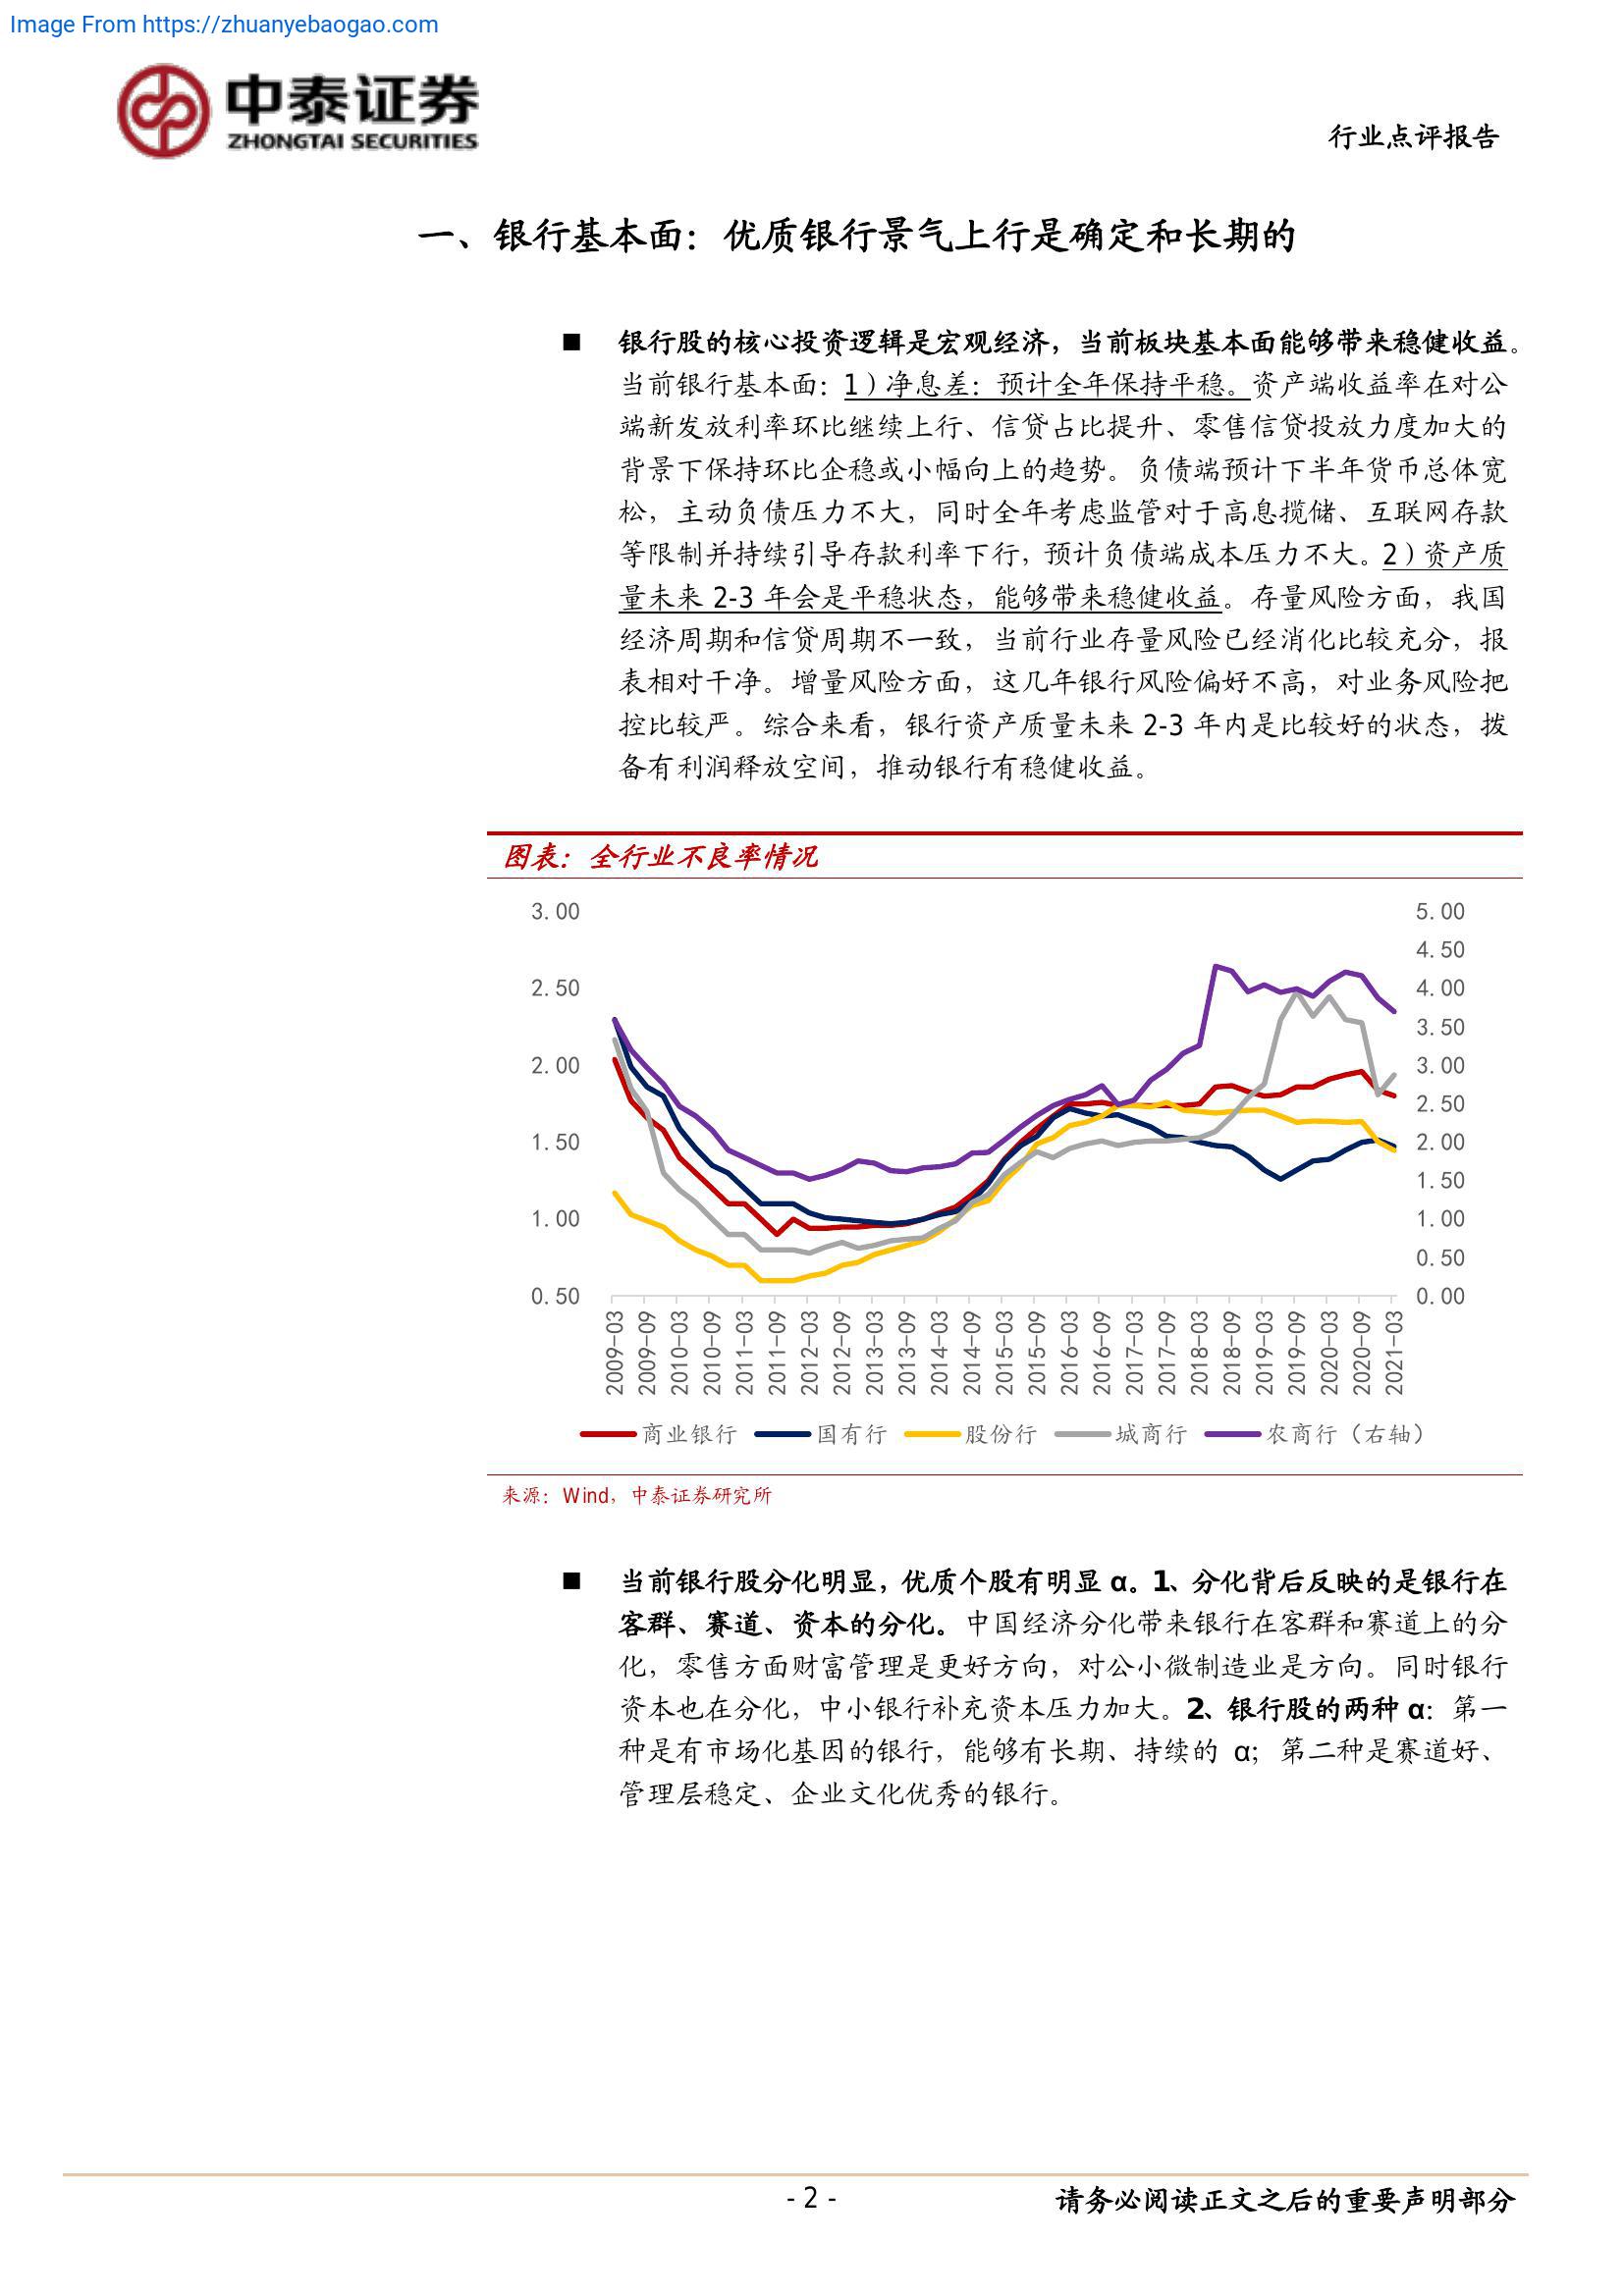 Image From https://zhuanyebaogao.com
中泰证券
ZHONGTAI SECURITIES
行业点评报告
一、银行基本面：优质银行景气上行是确定和长期的
■ 银行股的核心投资逻辑是宏观经济，当前板块基本面能够带来稳健收益。
当前银行基本面：1）净息差：预计全年保持平稳。资产端收益率在对公
端新发放利率环比继续上行、信贷占比提升、零售信贷投放力度加大的
背景下保持环比企稳或小幅向上的趋势。负债端预计下半年货币总体宽
松，主动负债压力不大，同时全年考虑监管对于高息揽储、互联网存款
等限制并持续引导存款利率下行，预计负债端成本压力不大。2）资产质
量未来 2-3 年会是平稳状态，能够带来稳健收益。存量风险方面，我国
经济周期和信贷周期不一致，当前行业存量风险已经消化比较充分，报
表相对干净。增量风险方面，这几年银行风险偏好不高，对业务风险把
控比较严。综合来看，银行资产质量未来 2-3 年内是比较好的状态，拨
备有利润释放空间，推动银行有稳健收益。
图表：全行业不良率情况
3.00
2.50
2.00
1.50
1.00
0.50
5.00
4.50
4.00
3.50
3.00
2.50
2.00
1.50
1.00
0.50
0.00
2009-03
2009-09
2010-03
2010-09
2011-03
2011-09
2012-03
2012-09
2013-03
2013-09
2014-03
2014-09
2015-03
2015-09
2016-03
2016-09
2017-03
2017-09
2018-03
2018-09
2019-03
2019-09
2020-03
2020-09
2021-03
商业银行 国有行 股份行 城商行 农商行（右轴）
来源：Wind，中泰证券研究所
■ 当前银行股分化明显，优质个股有明显 α。1、分化背后反映的是银行在
客群、赛道、资本的分化。中国经济分化带来银行在客群和赛道上的分
化，零售方面财富管理是更好方向，对公小微制造业是方向。同时银行
资本也在分化，中小银行补充资本压力加大。2、银行股的两种 α：第一
种是有市场化基因的银行，能够有长期、持续的 α；第二种是赛道好、
管理层稳定、企业文化优秀的银行。
- 2 -
请务必阅读正文之后的重要声明部分